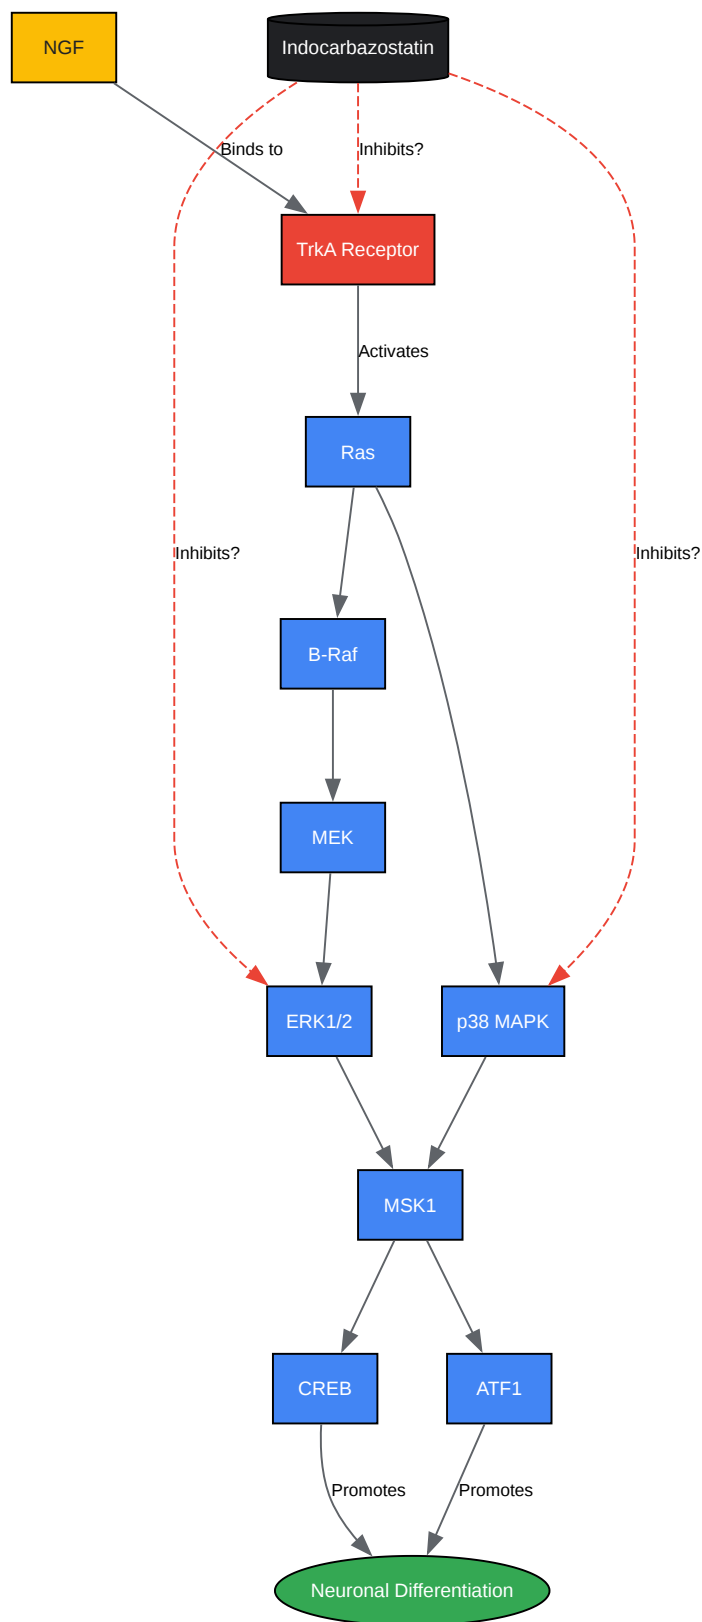 NGF
Indocarbazostatin
Binds to
Inhibits?
TrkA Receptor
Activates
Ras
Inhibits?
Inhibits?
B-Raf
MEK
ERK1/2
p38 MAPK
MSK1
CREB
ATF1
Promotes
Promotes
Neuronal Differentiation